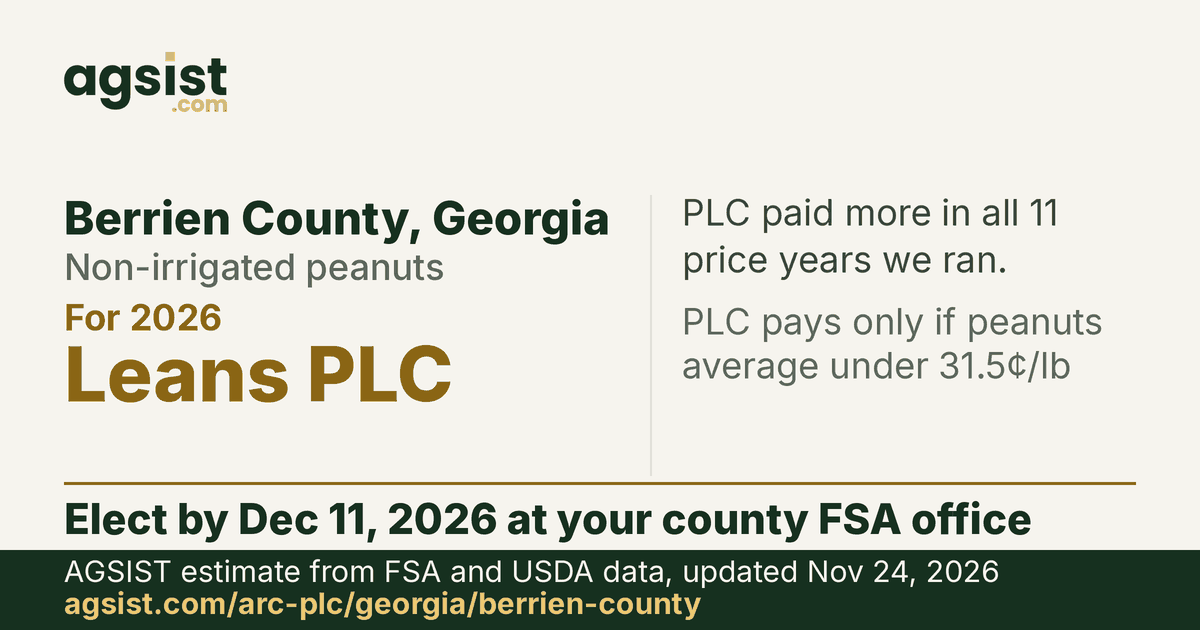 agsist
.com
Berrien County, Georgia
Non-irrigated peanuts
For 2026
Leans PLC
PLC paid more in all 11
price years we ran.
PLC pays only if peanuts
average under 31.5¢/lb
Elect by Dec 11, 2026 at your county FSA office
AGSIST estimate from FSA and USDA data, updated Nov 24, 2026
agsist.com/arc-plc/georgia/berrien-county